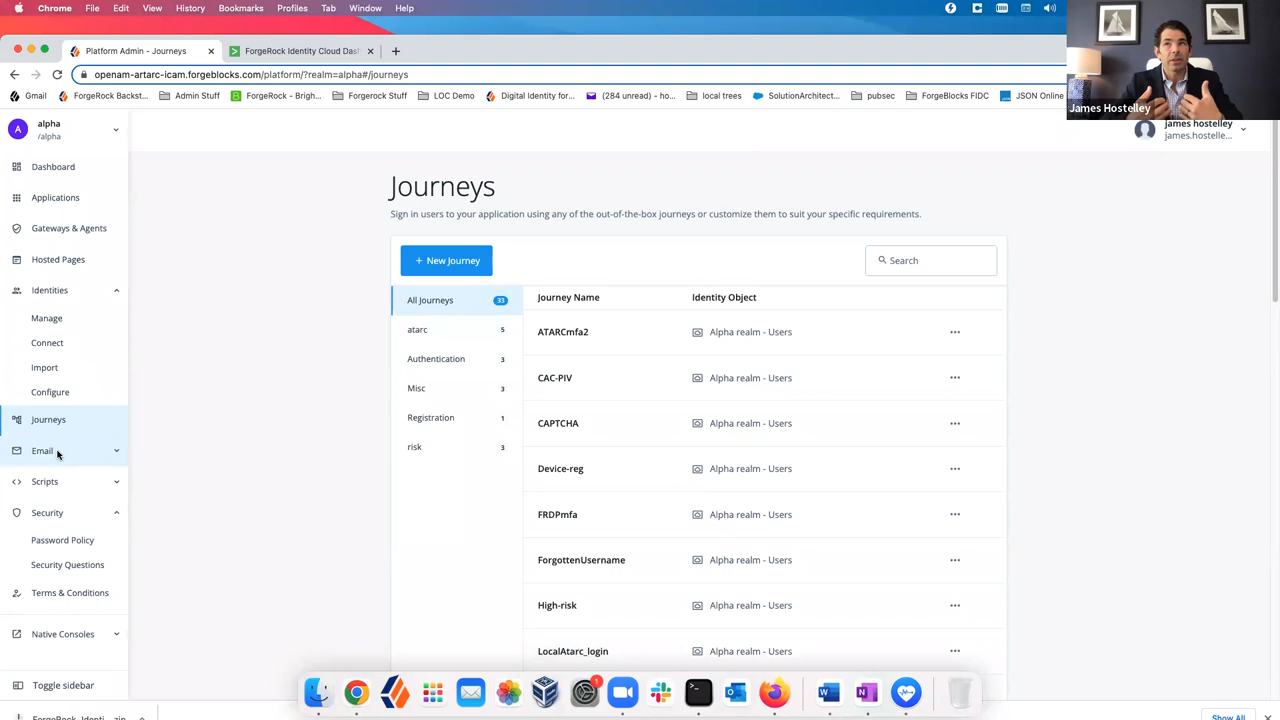 Chrome File Edit View History Bookmarks Profiles Tab Window Help
Platform Admin - Journeys
ForgeRock Identity Cloud Das
openam-artarc-icam.forgeblocks.com/platform/?realm=alpha#/journeys
Gmail ForgeRock Backst... Admin Stuff ForgeRock - Brigh... Forgerock Stuff LOC Demo Digital Identity for... (284 unread) - ho... local trees SolutionArchitect... pubsec ForgeBlocks FIDC JSON Online
James Hostelley
A
alpha
/alpha
james hostelley
james.hostelle...
Dashboard
Applications
Gateways & Agents
Hosted Pages
Identities
Manage
Connect
Import
Configure
Journeys
Email
Scripts
Security
Password Policy
Security Questions
Terms & Conditions
Native Consoles
Toggle sidebar
Journeys
Sign in users to your application using any of the out-of-the-box journeys or customize them to suit your specific requirements.
+ New Journey
Search
All Journeys 33
atarc 5
Authentication 3
Misc 3
Registration 1
risk 3
Journey Name Identity Object
ATARCmfa2 Alpha realm - Users
CAC-PIV Alpha realm - Users
CAPTCHA Alpha realm - Users
Device-reg Alpha realm - Users
FRDPmfa Alpha realm - Users
ForgottenUsername Alpha realm - Users
High-risk Alpha realm - Users
LocalAtarc_login Alpha realm - Users
1
ForgeRock_Identi....zip
Show All